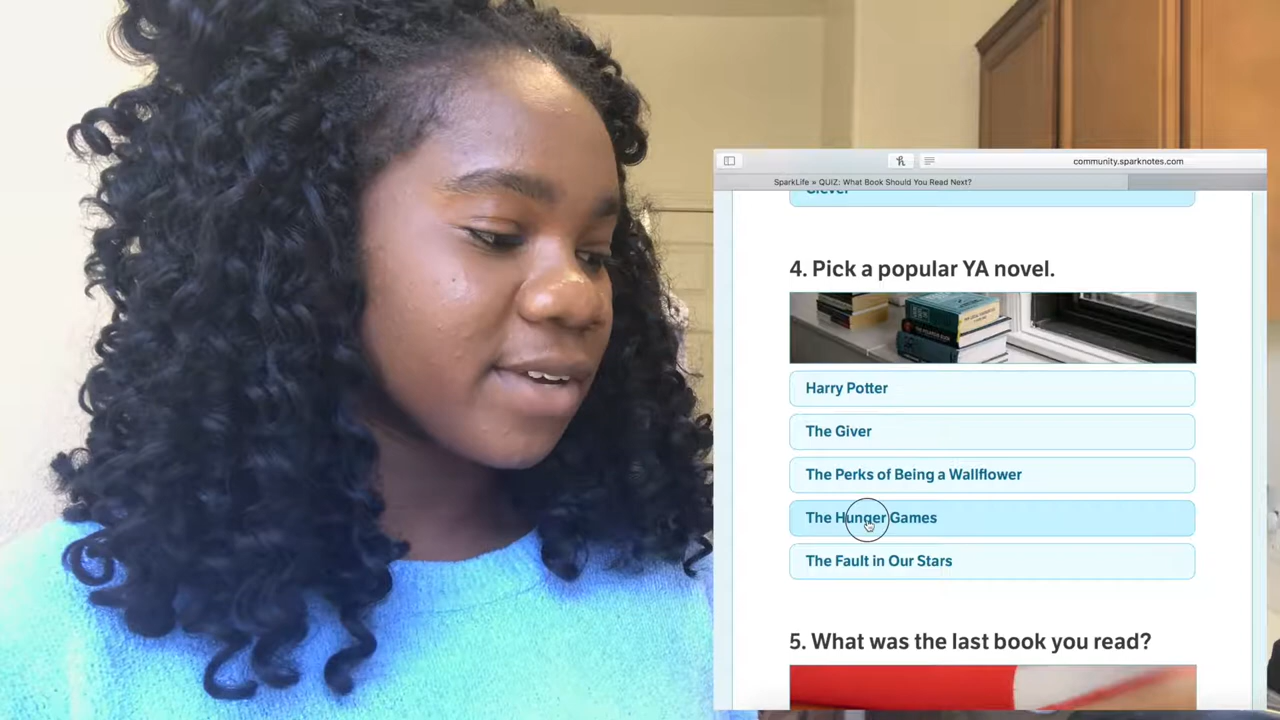 community.sparknotes.com
SparkLife » QUIZ: What Book Should You Read Next?
Clever
4. Pick a popular YA novel.
Harry Potter
The Giver
The Perks of Being a Wallflower
The Hunger Games
The Fault in Our Stars
5. What was the last book you read?